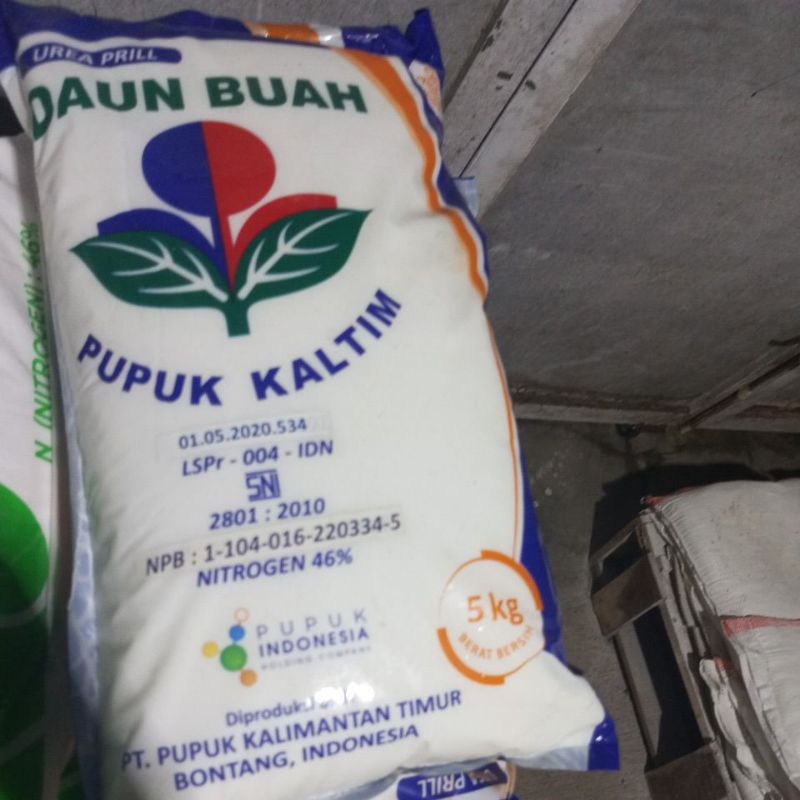 UREA PRILL
DAUN BUAH
PUPUK KALTIM
01.05.2020.534
LSPr - 004 - IDN
SNI
2801 : 2010
NPB : 1-104-016-220334-5
NITROGEN 46%
5 kg
BERAT BERSIH
PUPUK
INDONESIA
HOLDING COMPANY
Diproduksi
PT. PUPUK KALIMANTAN TIMUR
BONTANG, INDONESIA
N (NITROGEN) : 46%
PRILL